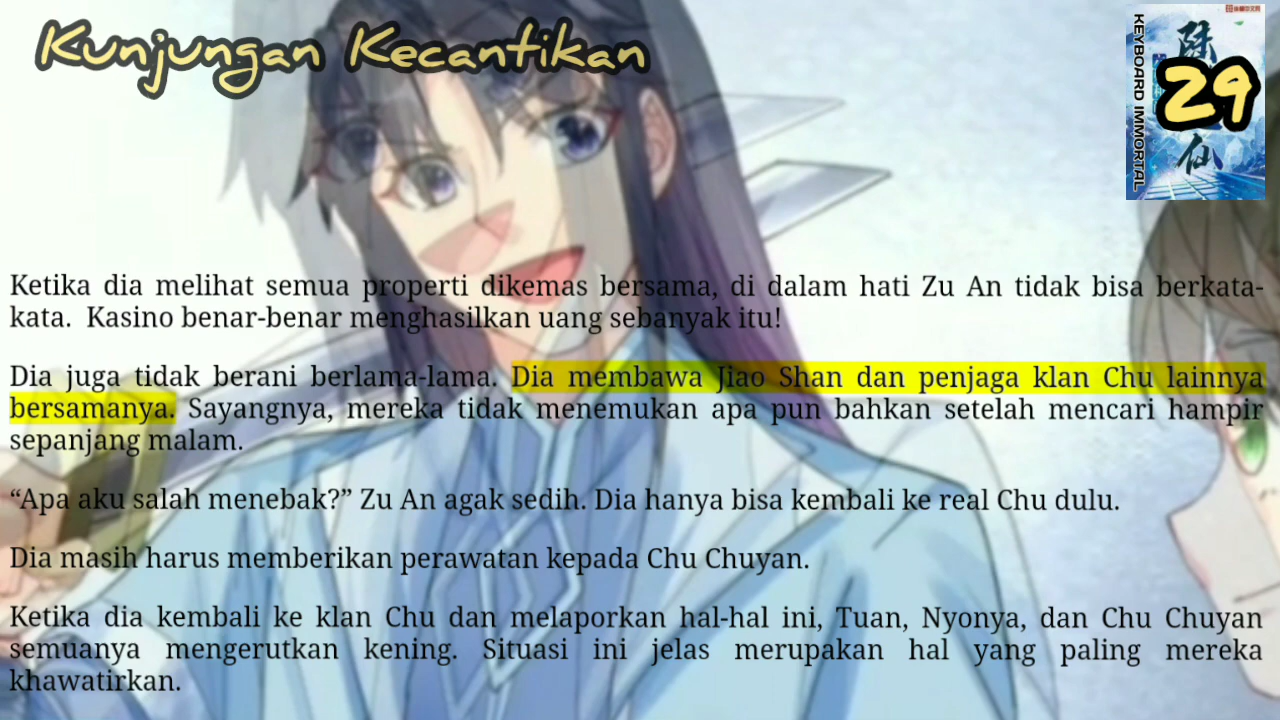 Kunjungan Kecantikan
KEYBOARD IMMORTAL
29
仙
Ketika dia melihat semua properti dikemas bersama, di dalam hati Zu An tidak bisa berkata-
kata.  Kasino benar-benar menghasilkan uang sebanyak itu!
Dia juga tidak berani berlama-lama. Dia membawa Jiao Shan dan penjaga klan Chu lainnya
bersamanya. Sayangnya, mereka tidak menemukan apa pun bahkan setelah mencari hampir
sepanjang malam.
“Apa aku salah menebak?” Zu An agak sedih. Dia hanya bisa kembali ke real Chu dulu.
Dia masih harus memberikan perawatan kepada Chu Chuyan.
Ketika dia kembali ke klan Chu dan melaporkan hal-hal ini, Tuan, Nyonya, dan Chu Chuyan
semuanya mengerutkan kening. Situasi ini jelas merupakan hal yang paling mereka
khawatirkan.